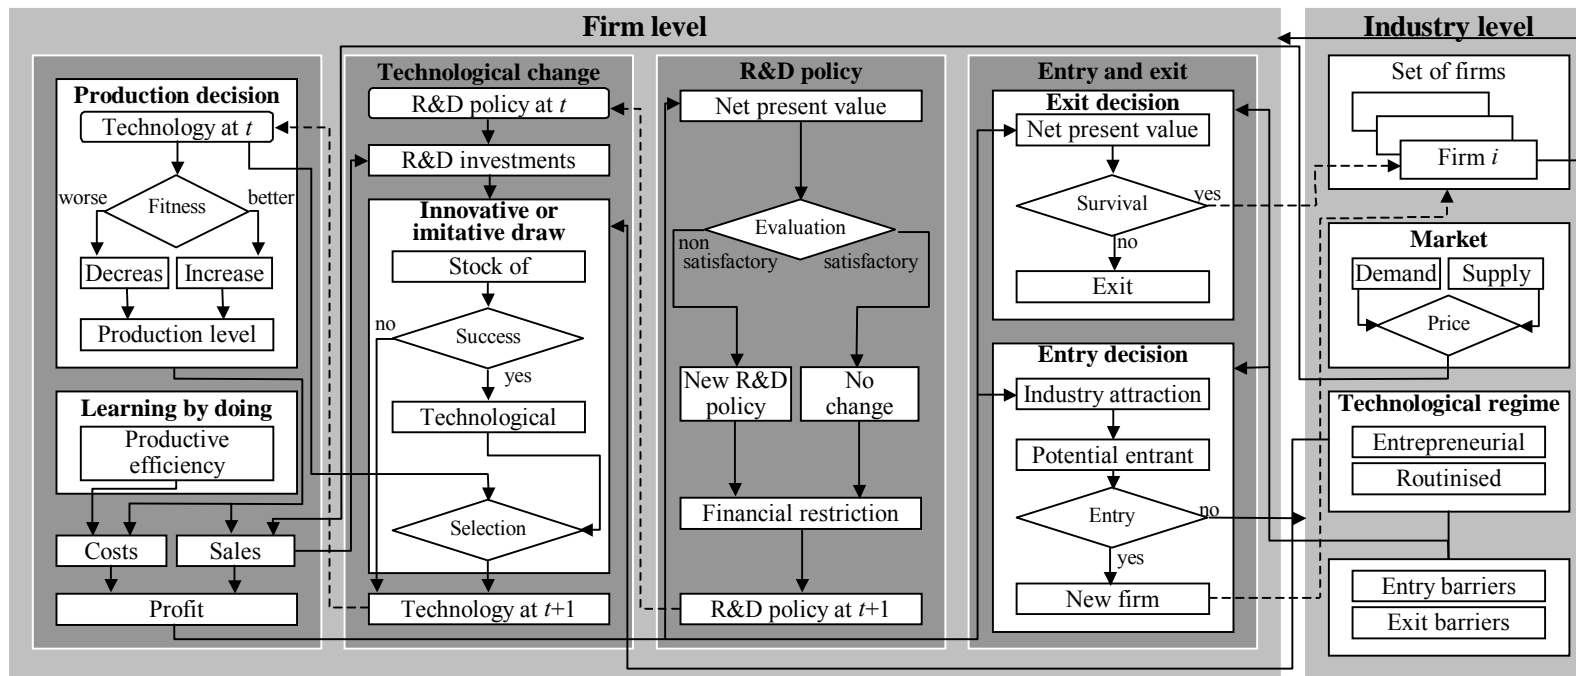 Firm level
Industry level
Production decision
Technology at t
worse
better
Fitness
Decreas
Increase
Production level
Learning by doing
Productive
efficiency
Costs
Sales
Profit
Technological change
R&D policy at t
R&D investments
Innovative or
imitative draw
Stock of
no
Success
yes
Technological
Selection
Technology at t+1
R&D policy
Net present value
Evaluation
non
satisfactory
satisfactory
New R&D
policy
No
change
Financial restriction
R&D policy at t+1
Entry and exit
Exit decision
Net present value
Survival
yes
no
Exit
Entry decision
Industry attraction
Potential entrant
Entry
no
yes
New firm
Set of firms
Firm i
Market
Demand
Supply
Price
Technological regime
Entrepreneurial
Routinised
Entry barriers
Exit barriers